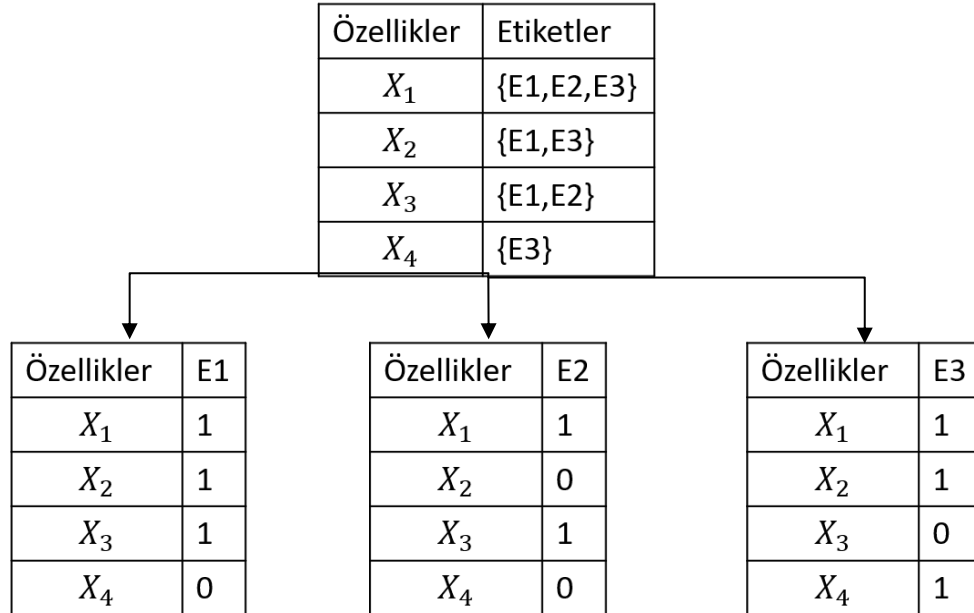 Özellikler Etiketler
X₁ {E1,E2,E3}
X₂ {E1,E3}
X₃ {E1,E2}
X₄ {E3}
Özellikler E1
X₁ 1
X₂ 1
X₃ 1
X₄ 0
Özellikler E2
X₁ 1
X₂ 0
X₃ 1
X₄ 0
Özellikler E3
X₁ 1
X₂ 1
X₃ 0
X₄ 1